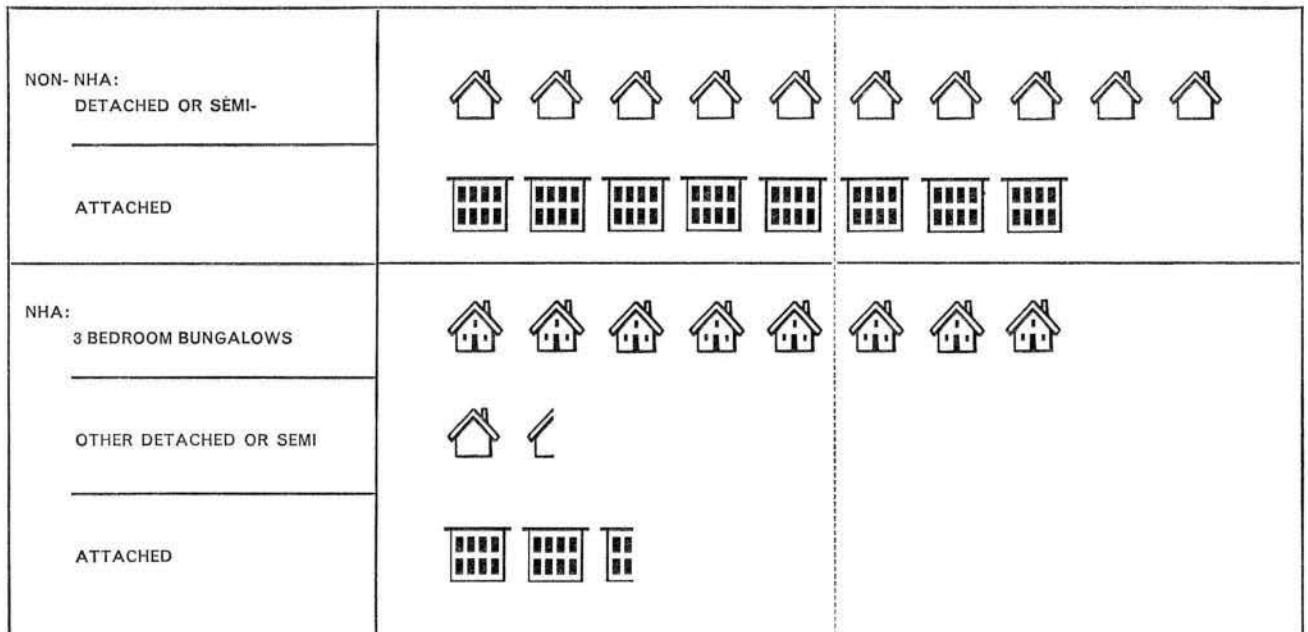 NON- NHA:
DETACHED OR SEMI-
ATTACHED
NHA:
3 BEDROOM BUNGALOWS
OTHER DETACHED OR SEMI
ATTACHED